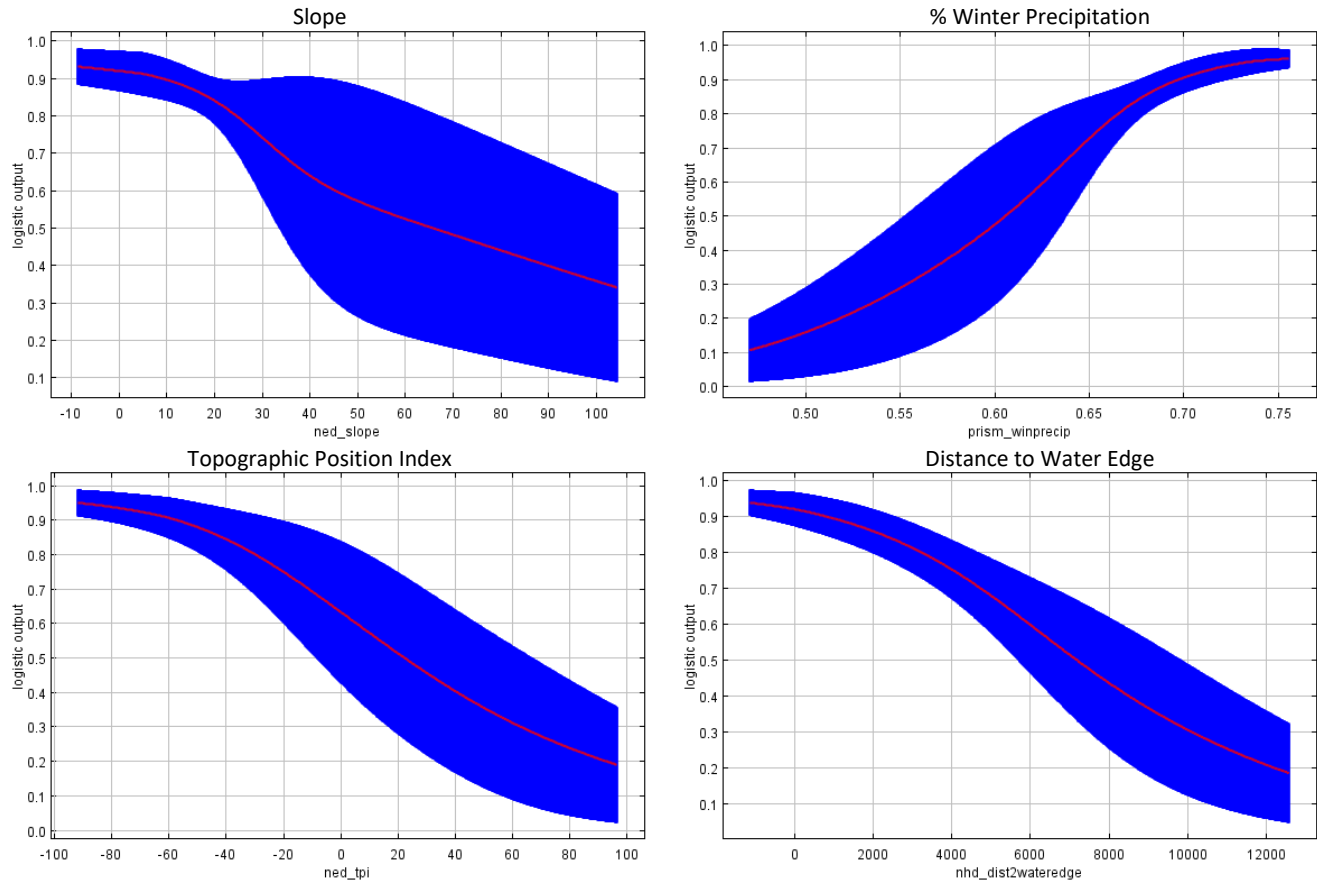 Slope
1.0
0.9
0.8
0.7
0.6
0.5
0.4
0.3
0.2
0.1
logistic output
-10 0 10 20 30 40 50 60 70 80 90 100
ned_slope
% Winter Precipitation
1.0
0.9
0.8
0.7
0.6
0.5
0.4
0.3
0.2
0.1
0.0
logistic output
0.50 0.55 0.60 0.65 0.70 0.75
prism_winprecip
Topographic Position Index
1.0
0.9
0.8
0.7
0.6
0.5
0.4
0.3
0.2
0.1
0.0
logistic output
-100 -80 -60 -40 -20 0 20 40 60 80 100
ned_tpi
Distance to Water Edge
1.0
0.9
0.8
0.7
0.6
0.5
0.4
0.3
0.2
0.1
logistic output
0 2000 4000 6000 8000 10000 12000
nhd_dist2wateredge